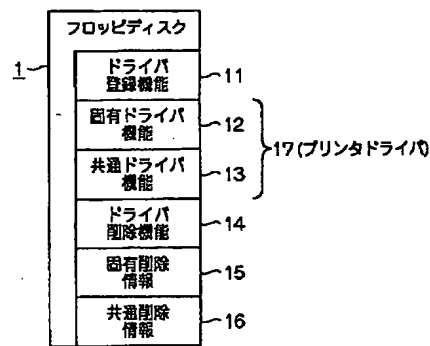 フロッピディスク
1
ドライバ
登録機能
11
固有ドライバ
機能
12
共通ドライバ
機能
13
17(プリンタドライバ)
ドライバ
削除機能
14
固有削除
情報
15
共通削除
情報
16